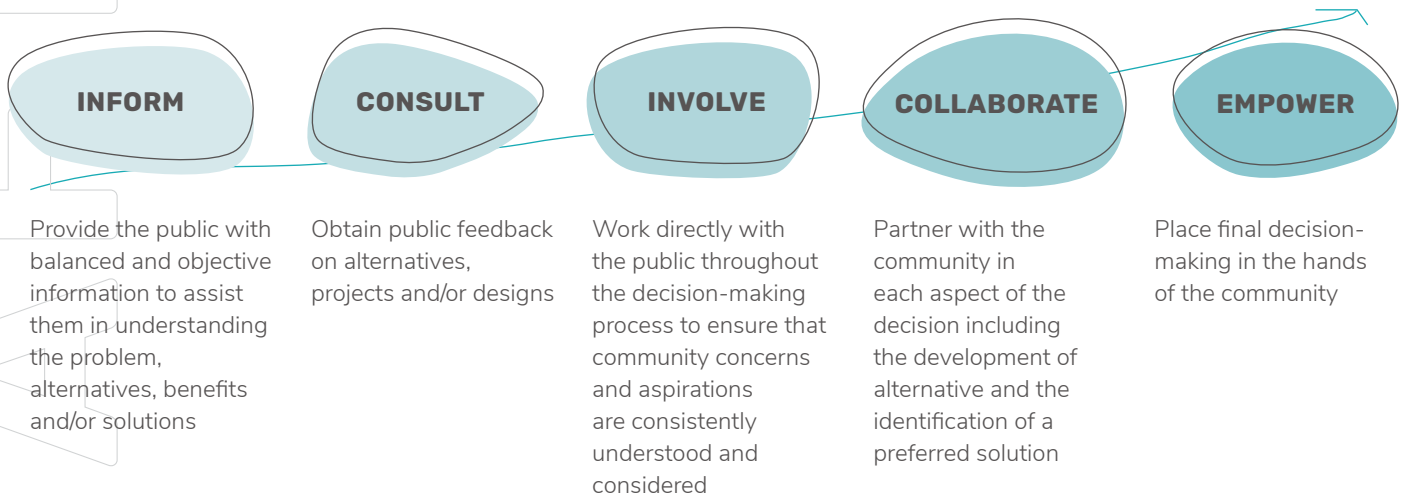 INFORM
Provide the public with
balanced and objective
information to assist
them in understanding
the problem,
alternatives, benefits
and/or solutions
CONSULT
Obtain public feedback
on alternatives,
projects and/or designs
INVOLVE
Work directly with
the public throughout
the decision-making
process to ensure that
community concerns
and aspirations
are consistently
understood and
considered
COLLABORATE
Partner with the
community in
each aspect of the
decision including
the development of
alternative and the
identification of a
preferred solution
EMPOWER
Place final decision-
making in the hands
of the community